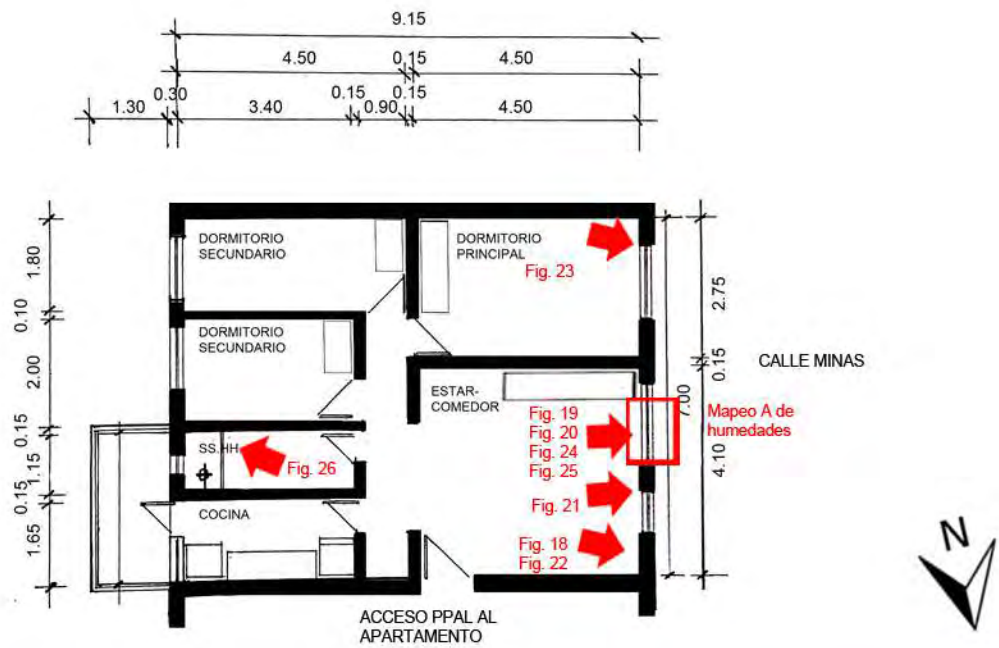 9.15
4.50 0.15 4.50
1.30 0.30 3.40 0.15 0.90 0.15 4.50
1.80
0.10
2.00
0.15
1.15
0.15
1.65
DORMITORIO
SECUNDARIO
DORMITORIO
PRINCIPAL
Fig. 23
DORMITORIO
SECUNDARIO
ESTAR-
COMEDOR
Fig. 19
Fig. 20
Fig. 24
Fig. 25
SS.HH
Fig. 26
Fig. 21
COCINA
Fig. 18
Fig. 22
2.75
0.15
7.00
4.10
CALLE MINAS
Mapeo A de
humedades
ACCESO PPAL AL
APARTAMENTO
N